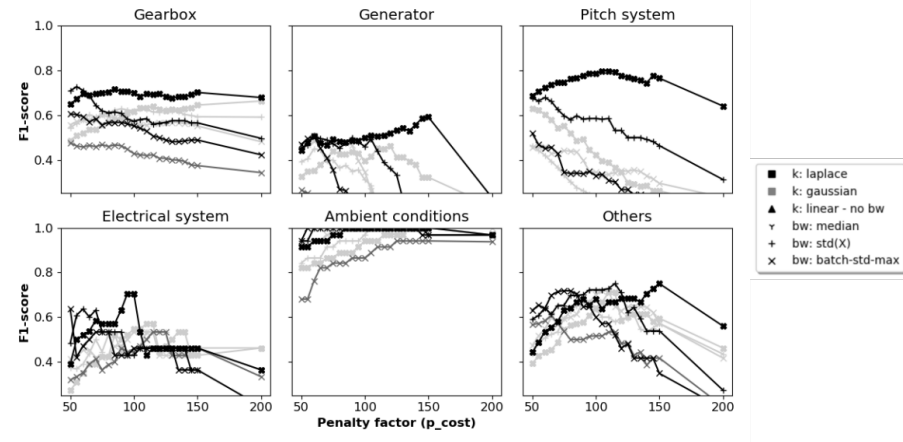 Gearbox Generator Pitch system
1.0
0.8
0.6
0.4
F1-score
k: laplace
k: gaussian
k: linear - no bw
bw: median
bw: std(X)
bw: batch-std-max
Electrical system Ambient conditions Others
1.0
0.8
0.6
0.4
F1-score
50 100 150 200 50 100 150 200 50 100 150 200
Penalty factor (p_cost)